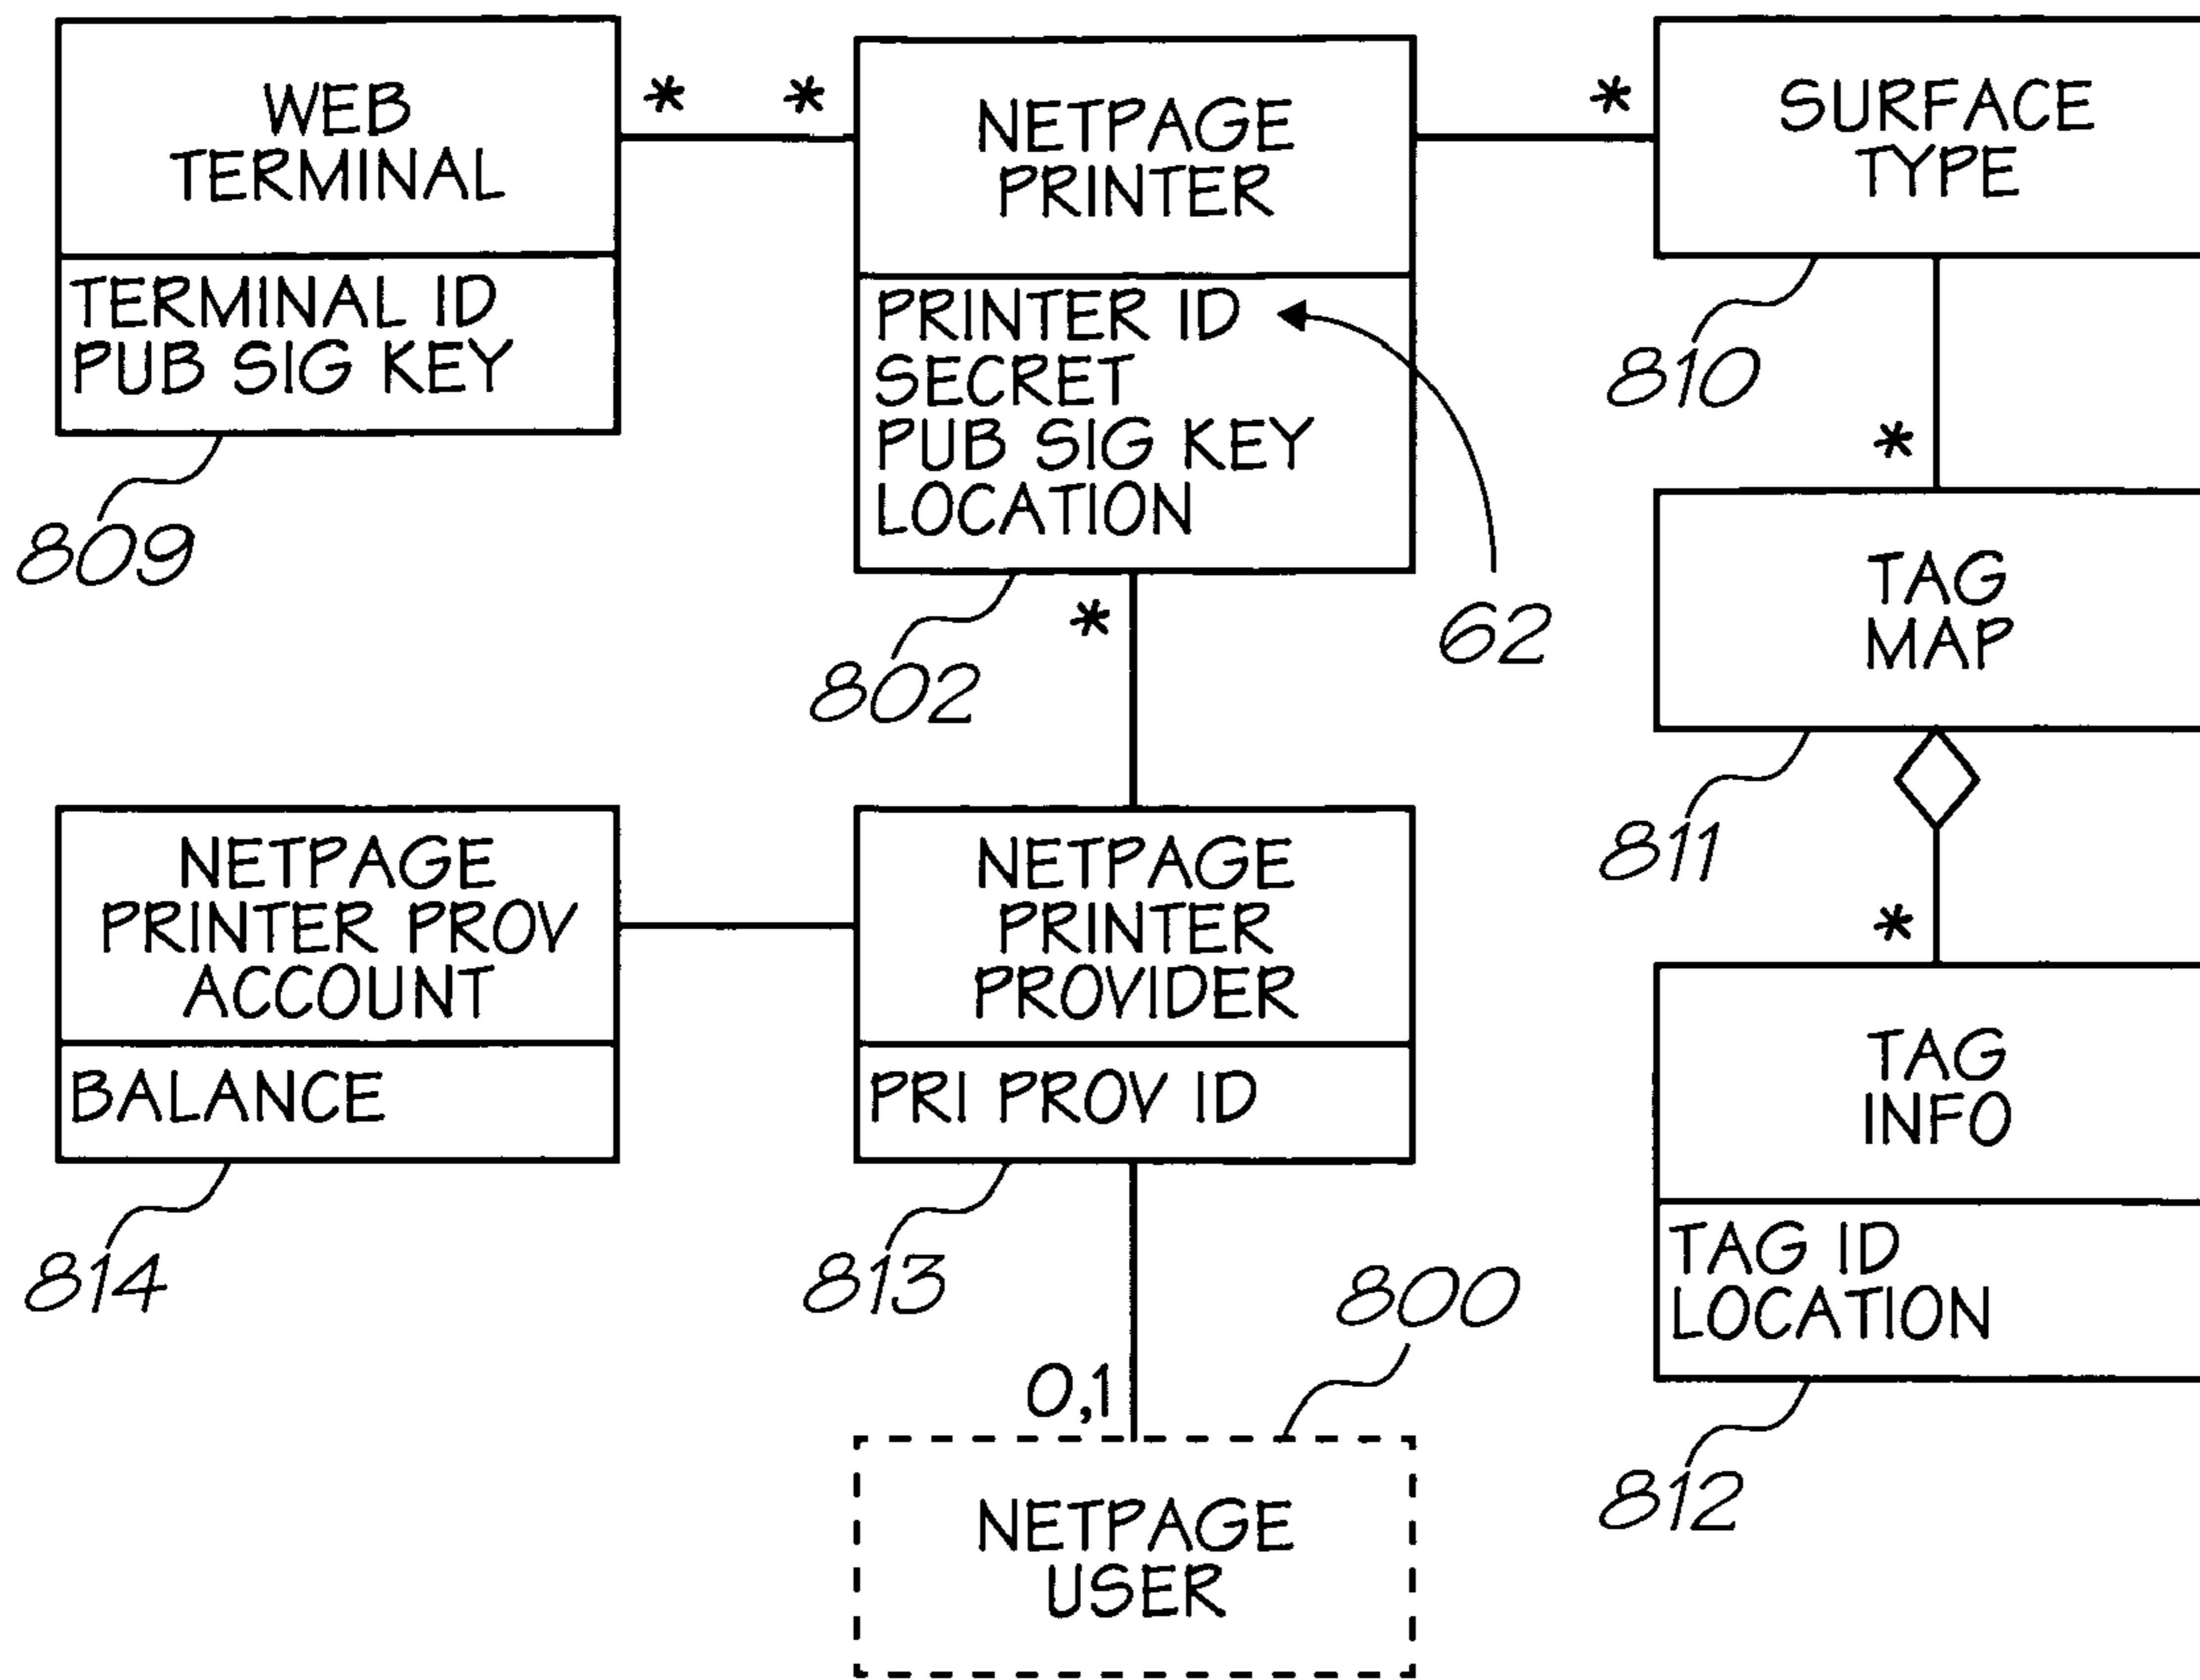 WEB
TERMINAL
TERMINAL ID
PUB SIG KEY
809
*
*
NETPAGE
PRINTER
PRINTER ID
SECRET
PUB SIG KEY
LOCATION
62
802
*
*
SURFACE
TYPE
810
*
TAG
MAP
811
*
TAG
INFO
TAG ID
LOCATION
812
NETPAGE
PRINTER PROV
ACCOUNT
BALANCE
814
NETPAGE
PRINTER
PROVIDER
PRI PROV ID
813
800
0,1
NETPAGE
USER